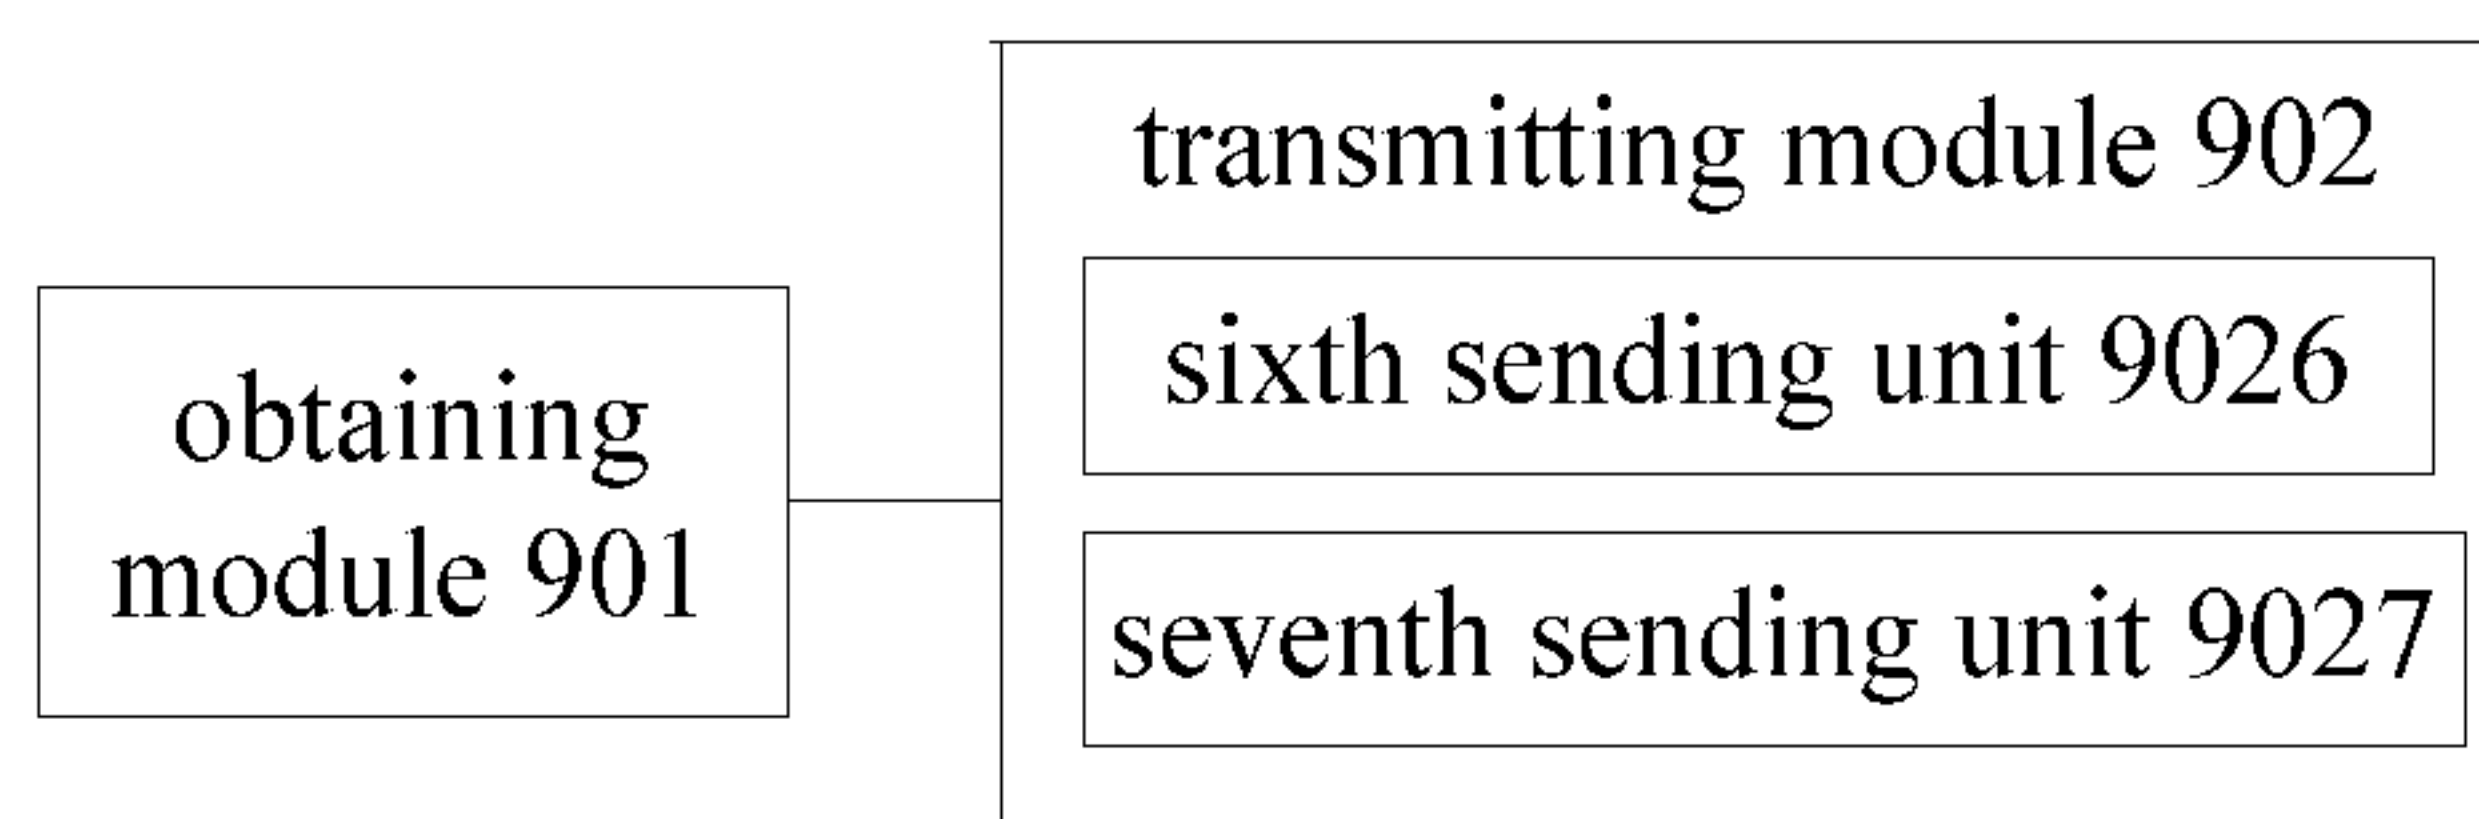 transmitting module 902
sixth sending unit 9026
obtaining
module 901
seventh sending unit 9027